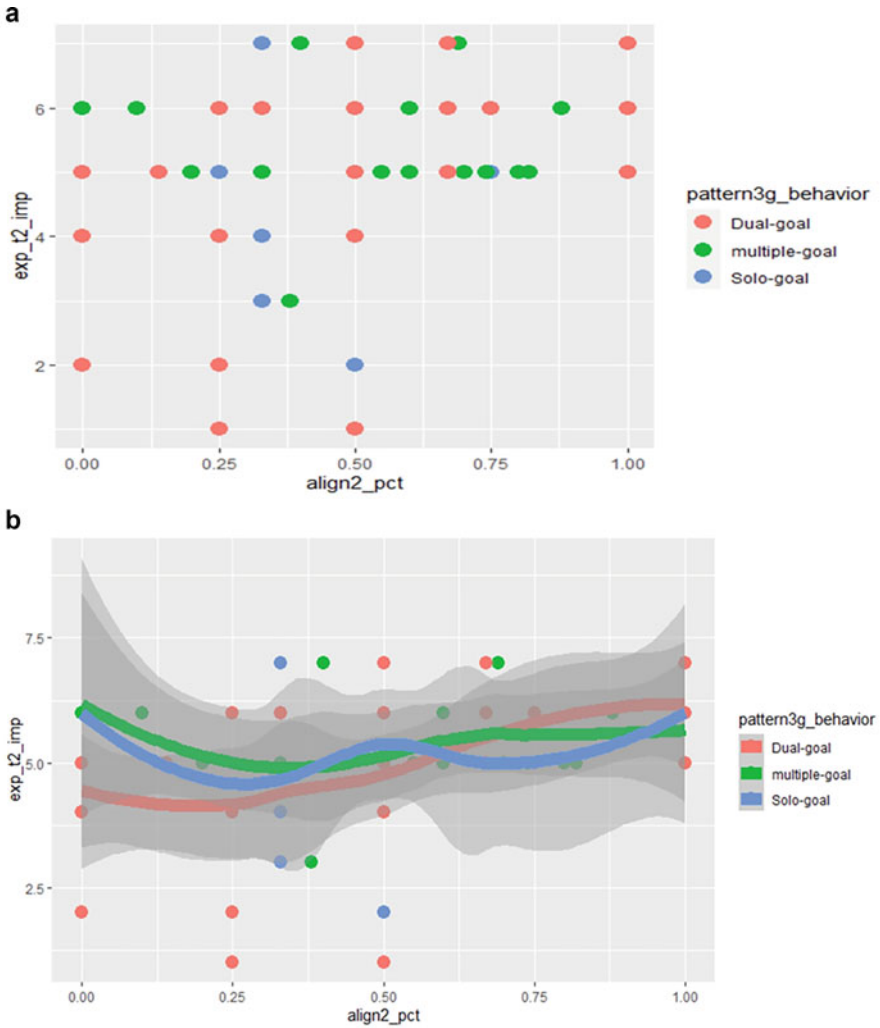 a
exp_t2_imp
6
4
2
0.00 0.25 0.50 0.75 1.00
align2_pct
pattern3g_behavior
Dual-goal
multiple-goal
Solo-goal
b
exp_t2_imp
7.5
5.0
2.5
0.00 0.25 0.50 0.75 1.00
align2_pct
pattern3g_behavior
Dual-goal
multiple-goal
Solo-goal